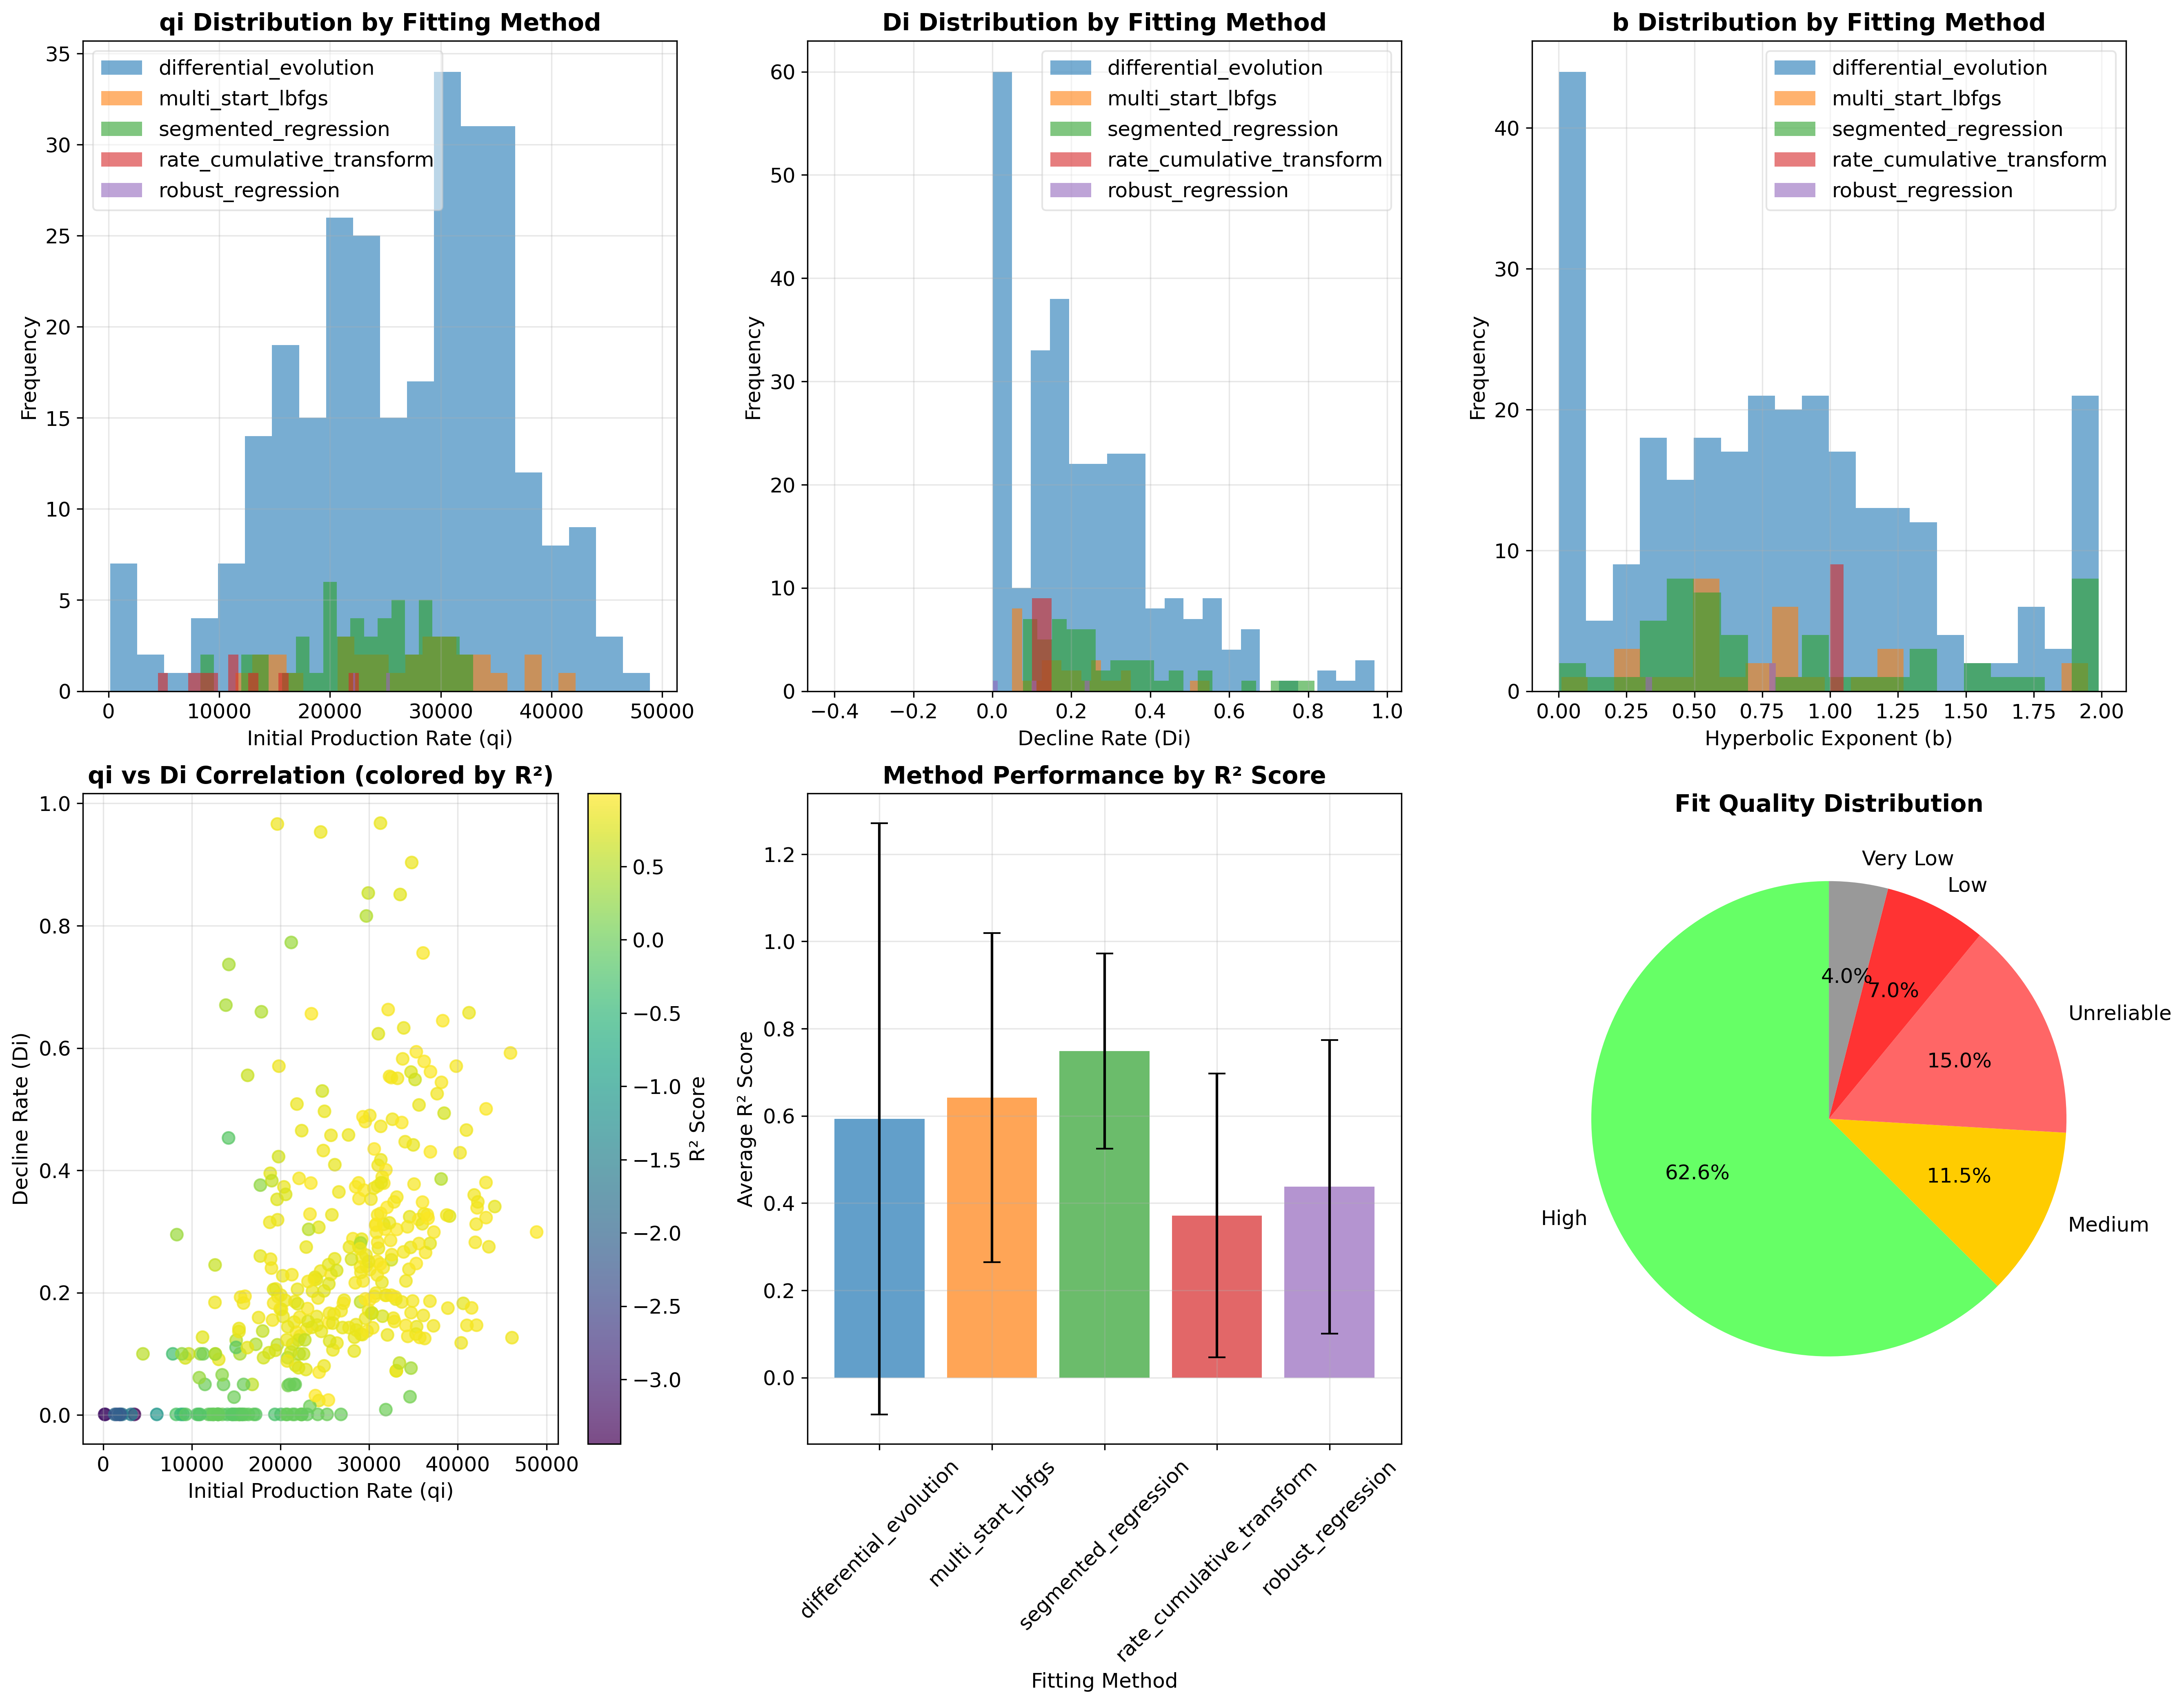 qi Distribution by Fitting Method
35
30
25
20
15
10
5
0
Frequency
differential_evolution
multi_start_lbfgs
segmented_regression
rate_cumulative_transform
robust_regression
0
10000
20000
30000
40000
50000
Initial Production Rate (qi)
Di Distribution by Fitting Method
60
50
40
30
20
10
0
Frequency
differential_evolution
multi_start_lbfgs
segmented_regression
rate_cumulative_transform
robust_regression
−0.4
−0.2
0.0
0.2
0.4
0.6
0.8
1.0
Decline Rate (Di)
b Distribution by Fitting Method
40
30
20
10
0
Frequency
differential_evolution
multi_start_lbfgs
segmented_regression
rate_cumulative_transform
robust_regression
0.00
0.25
0.50
0.75
1.00
1.25
1.50
1.75
2.00
Hyperbolic Exponent (b)
qi vs Di Correlation (colored by R²)
1.0
0.8
0.6
0.4
0.2
0.0
Decline Rate (Di)
0
10000
20000
30000
40000
50000
Initial Production Rate (qi)
0.5
0.0
−0.5
−1.0
−1.5
−2.0
−2.5
−3.0
R² Score
Method Performance by R² Score
1.2
1.0
0.8
0.6
0.4
0.2
0.0
Average R² Score
differential_evolution
multi_start_lbfgs
segmented_regression
rate_cumulative_transform
robust_regression
Fitting Method
Fit Quality Distribution
Very Low
Low
4.0%
7.0%
Unreliable
15.0%
11.5%
62.6%
High
Medium